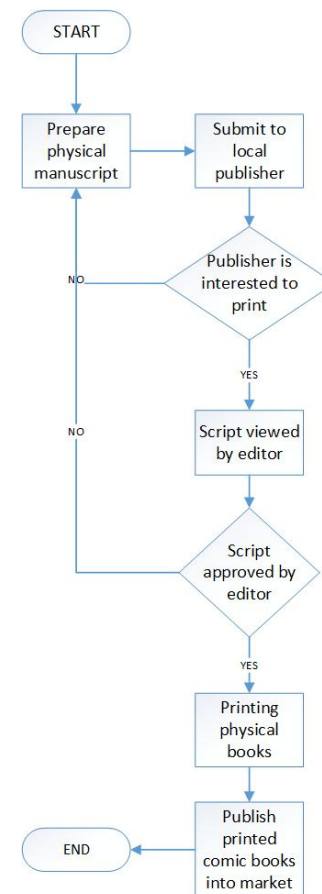 START
Prepare
physical
manuscript
Submit to
local
publisher
Publisher is
interested to
print
NO
YES
Script viewed
by editor
NO
Script
approved by
editor
YES
Printing
physical
books
Publish
printed
comic books
into market
END